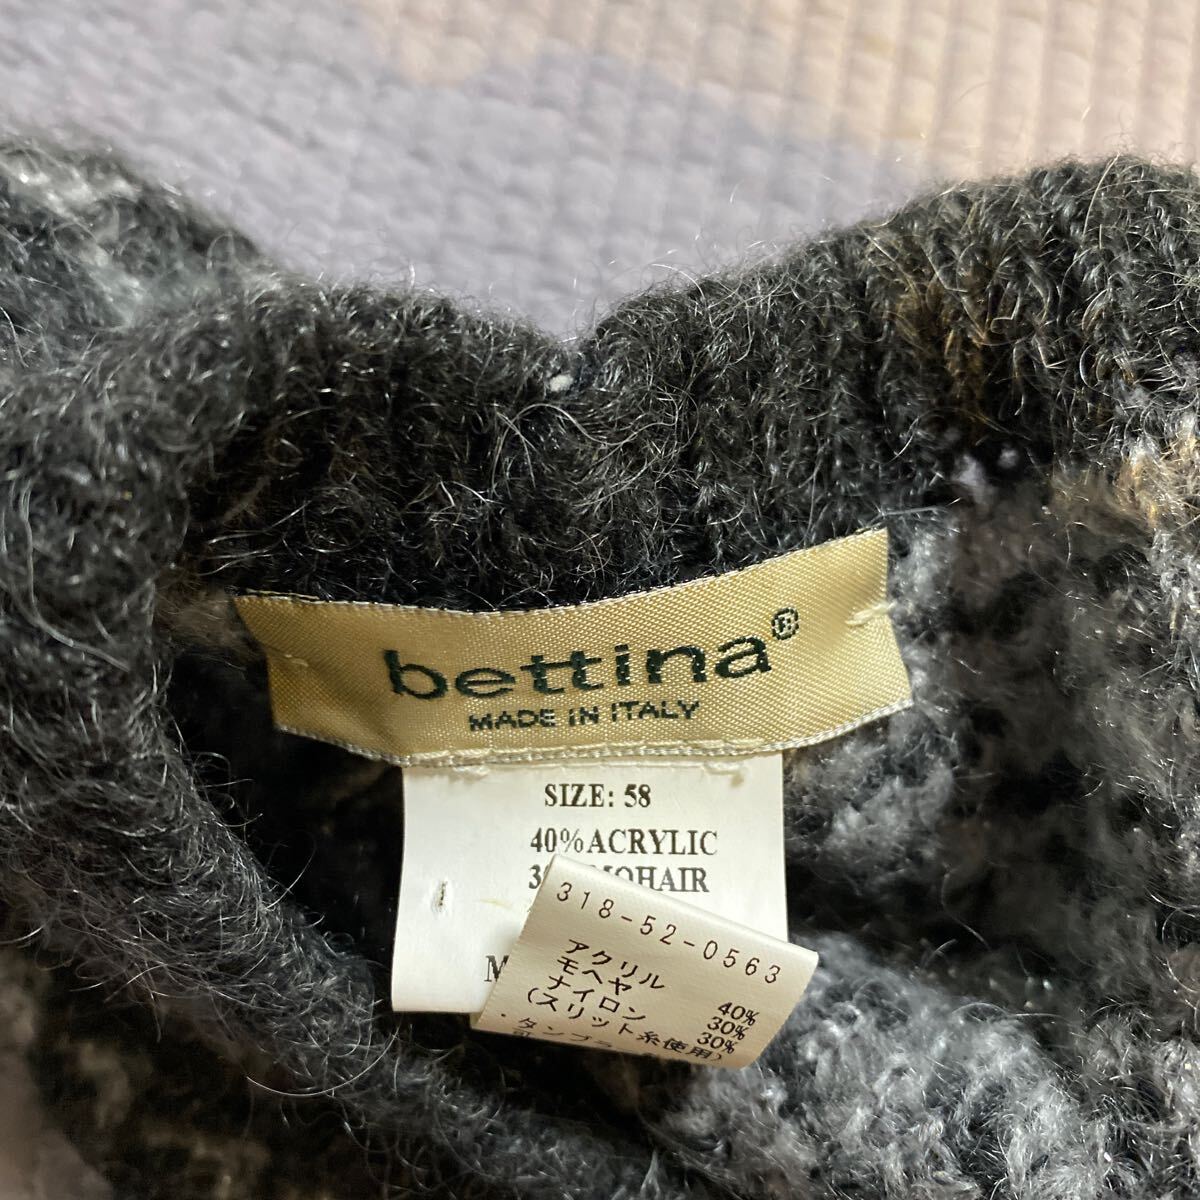 bettina®
MADE IN ITALY
SIZE: 58
40%ACRYLIC
MOHAIR
318-52-0563
アクリル 40%
モヘヤ 30%
ナイロン 30%
(スリット糸使用)